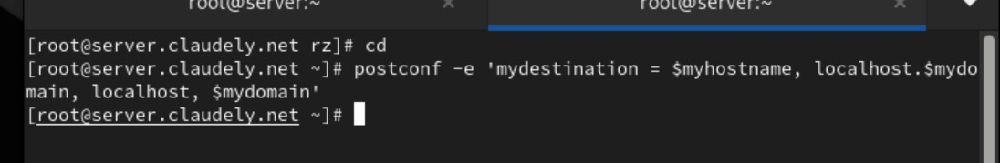 root@server:~ × root@server:~ ×
[root@server.claudely.net rz]# cd
[root@server.claudely.net ~]# postconf -e 'mydestination = $myhostname, localhost.$mydo
main, localhost, $mydomain'
[root@server.claudely.net ~]#